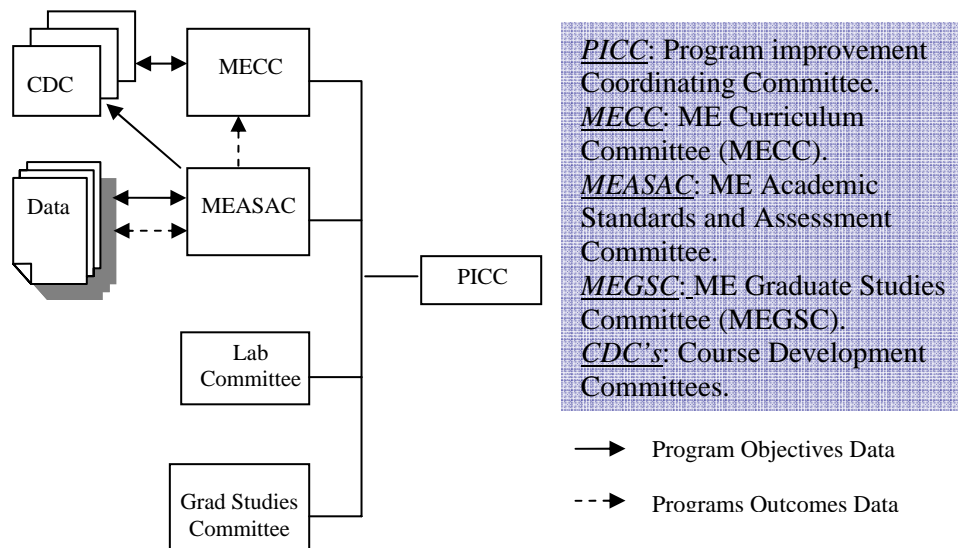 CDC
MECC
Data
MEASAC
PICC
Lab
Committee
Grad Studies
Committee
PICC: Program improvement
Coordinating Committee.
MECC: ME Curriculum
Committee (MECC).
MEASAC: ME Academic
Standards and Assessment
Committee.
MEGSC: ME Graduate Studies
Committee (MEGSC).
CDC's: Course Development
Committees.
Program Objectives Data
Programs Outcomes Data